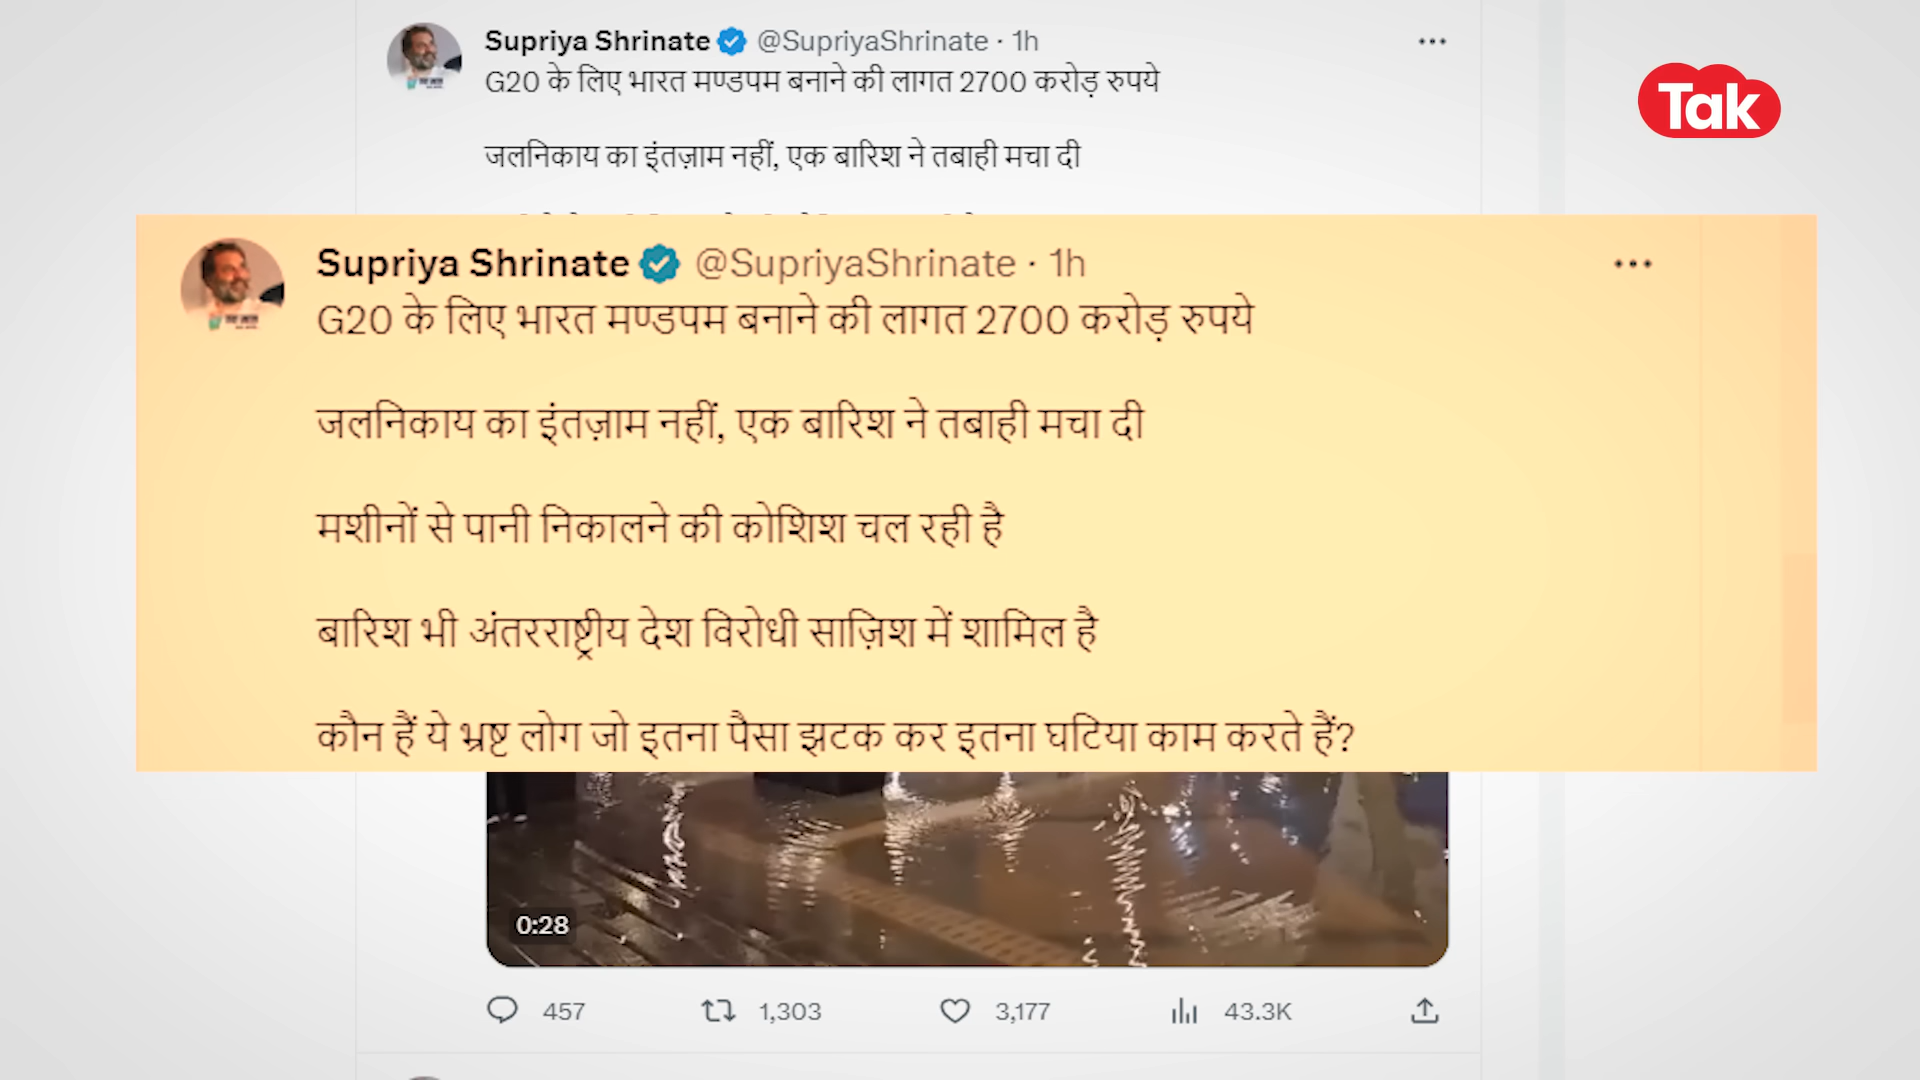 Supriya Shrinate @SupriyaShrinate · 1h
G20 के लिए भारत मण्डपम बनाने की लागत 2700 करोड़ रुपये
जलनिकाय का इंतज़ाम नहीं, एक बारिश ने तबाही मचा दी
Tak
Supriya Shrinate @SupriyaShrinate · 1h
G20 के लिए भारत मण्डपम बनाने की लागत 2700 करोड़ रुपये
जलनिकाय का इंतज़ाम नहीं, एक बारिश ने तबाही मचा दी
मशीनों से पानी निकालने की कोशिश चल रही है
बारिश भी अंतरराष्ट्रीय देश विरोधी साज़िश में शामिल है
कौन हैं ये भ्रष्ट लोग जो इतना पैसा झटक कर इतना घटिया काम करते हैं?
0:28
457 1,303 3,177 43.3K